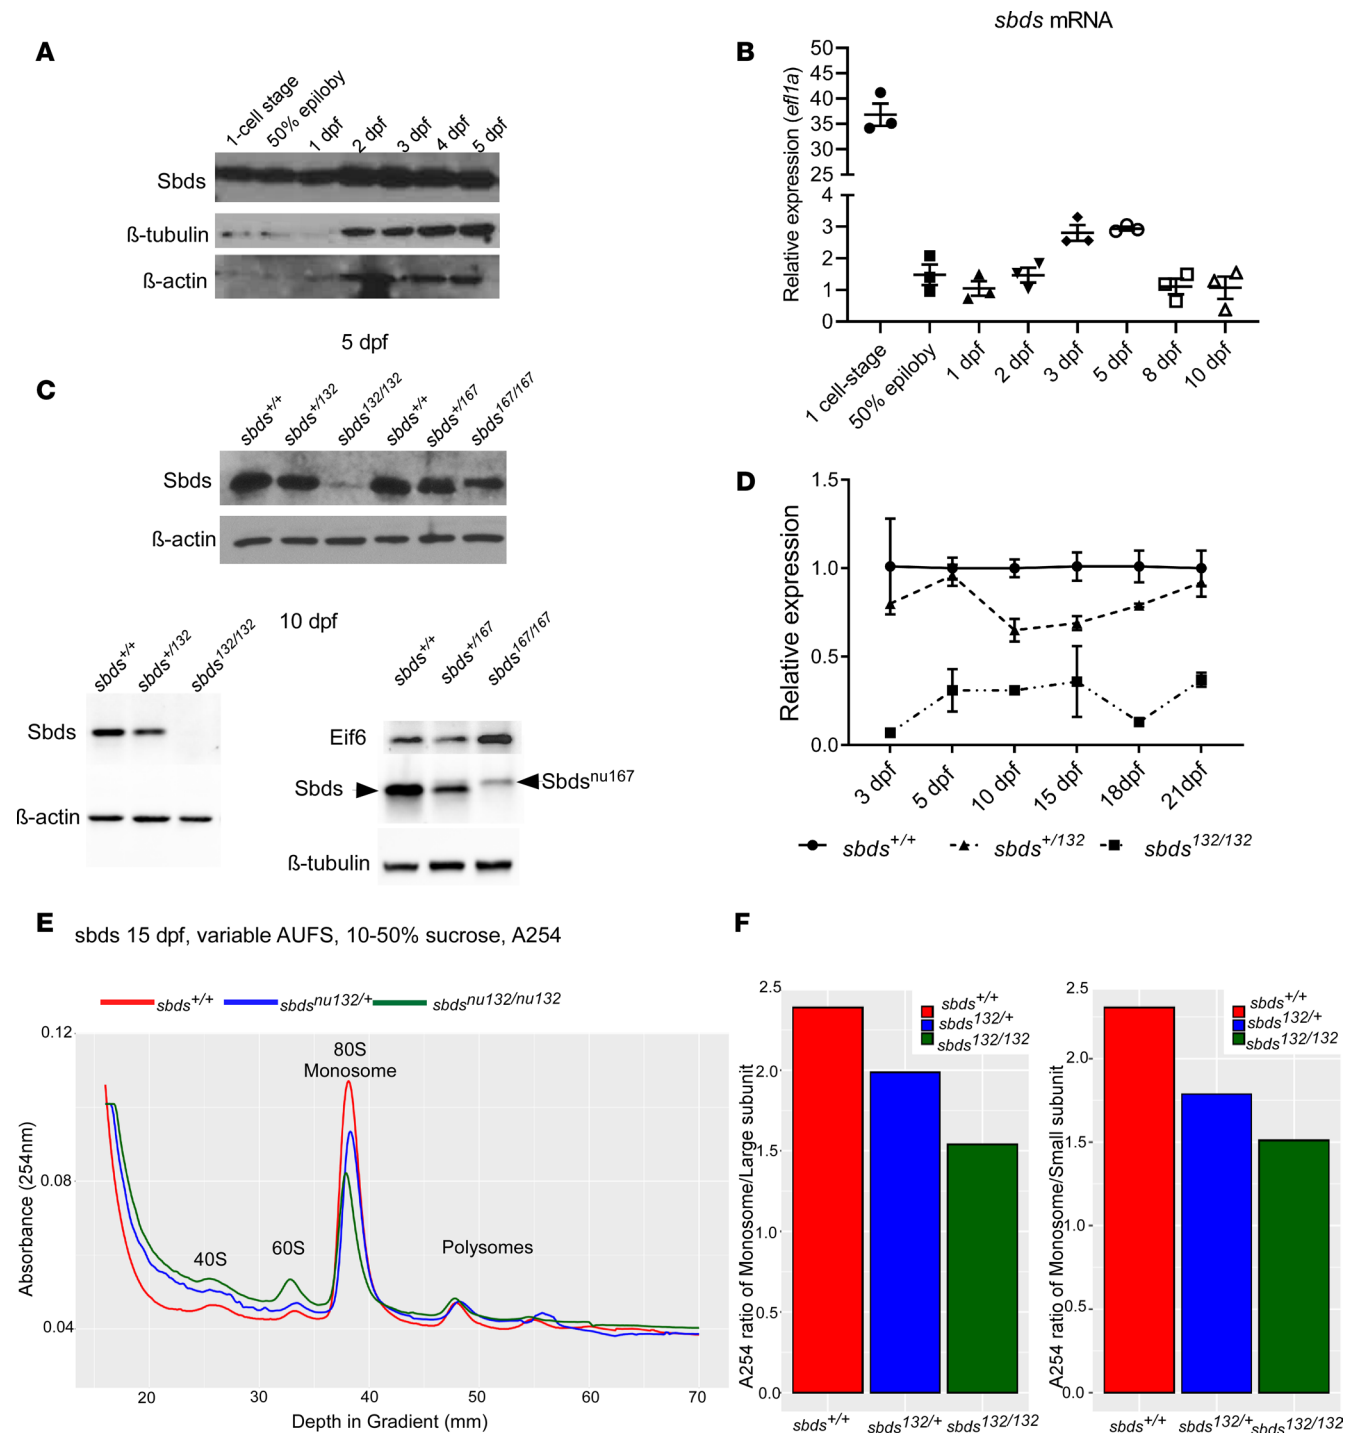 A
1-cell stage
50% epiloby
1 dpf
2 dpf
3 dpf
4 dpf
5 dpf
Sbds
ß-tubulin
ß-actin
B
sbds mRNA
Relative expression (efl1a)
50
45
40
35
30
25
4
3
2
1
0
1 cell-stage
50% epiloby
1 dpf
2 dpf
3 dpf
5 dpf
8 dpf
10 dpf
C
5 dpf
sbds+/+
sbds+/132
sbds132/132
sbds+/+
sbds+/167
sbds167/167
Sbds
ß-actin
10 dpf
sbds+/+
sbds+/132
sbds132/132
Sbds
ß-actin
sbds+/+
sbds+/167
sbds167/167
Eif6
Sbds
Sbdsnu167
ß-tubulin
D
Relative expression
1.5
1.0
0.5
0.0
3 dpf
5 dpf
10 dpf
15 dpf
18dpf
21dpf
sbds+/+
sbds+/132
sbds132/132
E
sbds 15 dpf, variable AUFS, 10-50% sucrose, A254
sbds+/+
sbdsnu132/+
sbdsnu132/nu132
Absorbance (254nm)
0.12
0.08
0.04
40S
60S
80S
Monosome
Polysomes
20
30
40
50
60
70
Depth in Gradient (mm)
F
A254 ratio of Monosome/Large subunit
2.5
2.0
1.5
1.0
0.5
0.0
sbds+/+
sbds132/+
sbds132/132
sbds+/+
sbds132/+
sbds132/132
A254 ratio of Monosome/Small subunit
2.5
2.0
1.5
1.0
0.5
0.0
sbds+/+
sbds132/+
sbds132/132
sbds+/+
sbds132/+
sbds132/132